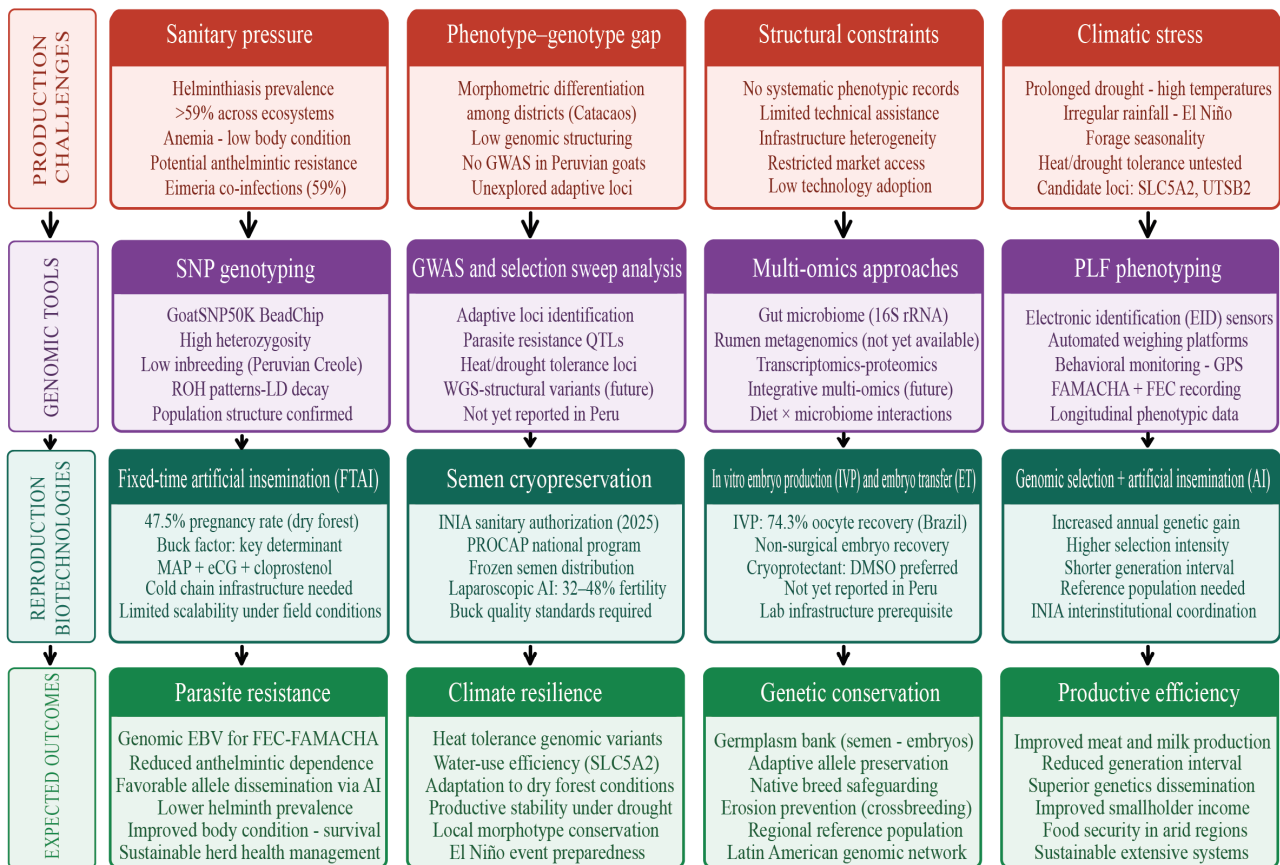 PRODUCTION
CHALLENGES
Sanitary pressure
Helminthiasis prevalence
>59% across ecosystems
Anemia - low body condition
Potential anthelmintic resistance
Eimeria co-infections (59%)
Phenotype–genotype gap
Morphometric differentiation
among districts (Catacaos)
Low genomic structuring
No GWAS in Peruvian goats
Unexplored adaptive loci
Structural constraints
No systematic phenotypic records
Limited technical assistance
Infrastructure heterogeneity
Restricted market access
Low technology adoption
Climatic stress
Prolonged drought - high temperatures
Irregular rainfall - El Niño
Forage seasonality
Heat/drought tolerance untested
Candidate loci: SLC5A2, UTSB2
GENOMIC TOOLS
SNP genotyping
GoatSNP50K BeadChip
High heterozygosity
Low inbreeding (Peruvian Creole)
ROH patterns-LD decay
Population structure confirmed
GWAS and selection sweep analysis
Adaptive loci identification
Parasite resistance QTLs
Heat/drought tolerance loci
WGS-structural variants (future)
Not yet reported in Peru
Multi-omics approaches
Gut microbiome (16S rRNA)
Rumen metagenomics (not yet available)
Transcriptomics-proteomics
Integrative multi-omics (future)
Diet × microbiome interactions
PLF phenotyping
Electronic identification (EID) sensors
Automated weighing platforms
Behavioral monitoring - GPS
FAMACHA + FEC recording
Longitudinal phenotypic data
REPRODUCTION
BIOTECHNOLOGIES
Fixed-time artificial insemination (FTAI)
47.5% pregnancy rate (dry forest)
Buck factor: key determinant
MAP + eCG + cloprostenol
Cold chain infrastructure needed
Limited scalability under field conditions
Semen cryopreservation
INIA sanitary authorization (2025)
PROCAP national program
Frozen semen distribution
Laparoscopic AI: 32–48% fertility
Buck quality standards required
In vitro embryo production (IVP) and embryo transfer (ET)
IVP: 74.3% oocyte recovery (Brazil)
Non-surgical embryo recovery
Cryoprotectant: DMSO preferred
Not yet reported in Peru
Lab infrastructure prerequisite
Genomic selection + artificial insemination (AI)
Increased annual genetic gain
Higher selection intensity
Shorter generation interval
Reference population needed
INIA interinstitutional coordination
EXPECTED OUTCOMES
Parasite resistance
Genomic EBV for FEC-FAMACHA
Reduced anthelmintic dependence
Favorable allele dissemination via AI
Lower helminth prevalence
Improved body condition - survival
Sustainable herd health management
Climate resilience
Heat tolerance genomic variants
Water-use efficiency (SLC5A2)
Adaptation to dry forest conditions
Productive stability under drought
Local morphotype conservation
El Niño event preparedness
Genetic conservation
Germplasm bank (semen - embryos)
Adaptive allele preservation
Native breed safeguarding
Erosion prevention (crossbreeding)
Regional reference population
Latin American genomic network
Productive efficiency
Improved meat and milk production
Reduced generation interval
Superior genetics dissemination
Improved smallholder income
Food security in arid regions
Sustainable extensive systems